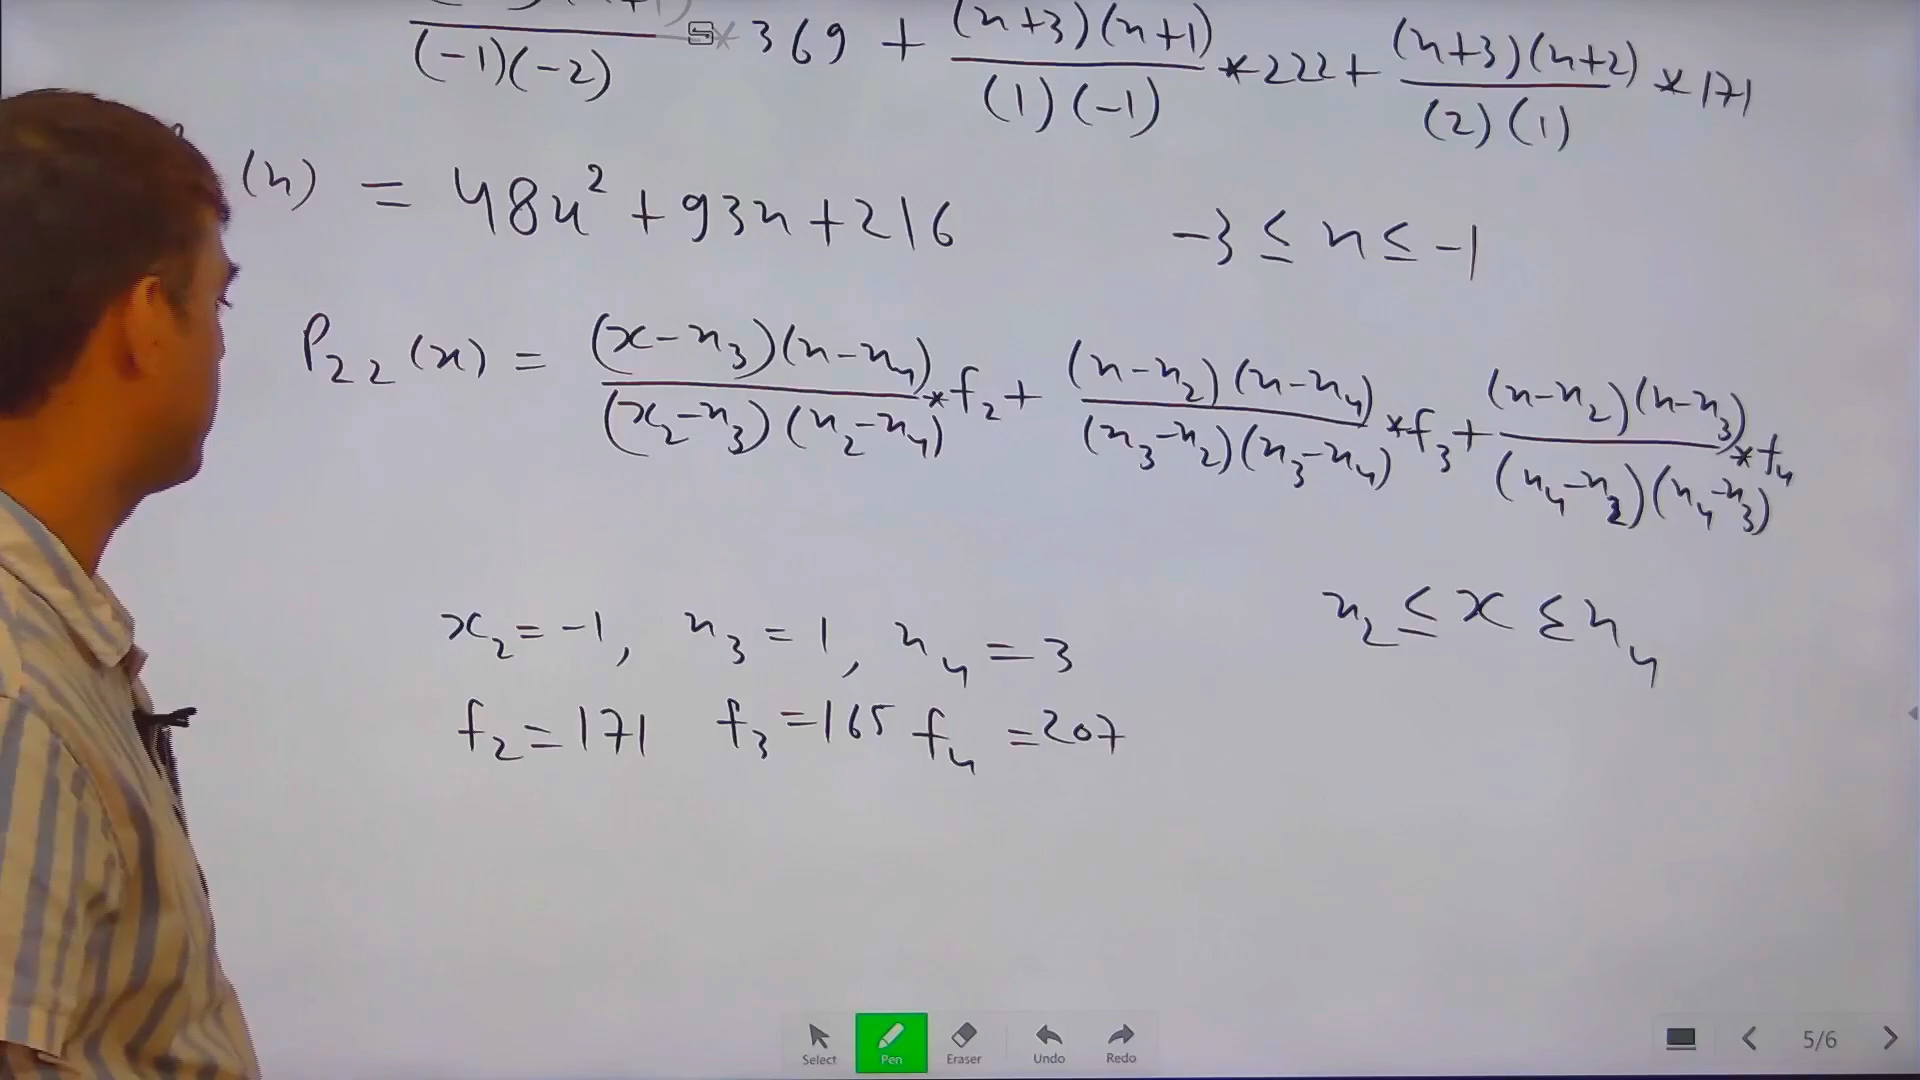 (-1)(-2) * 369 + (x+3)(x+1) / (1)(-1) * 222 + (x+3)(x+2) / (2)(1) * 171
(x) = 48x² + 93x + 216    -3 ≤ x ≤ -1
P₂₂(x) = (x-x₃)(x-x₄) / (x₂-x₃)(x₂-x₄) * f₂ + (x-x₂)(x-x₄) / (x₃-x₂)(x₃-x₄) * f₃ + (x-x₂)(x-x₃) / (x₄-x₂)(x₄-x₃) * f₄
x₂ ≤ x ≤ x₄
x₂ = -1, x₃ = 1, x₄ = 3
f₂ = 171 f₃ = 165 f₄ = 207
Select Pen Eraser Undo Redo 5/6